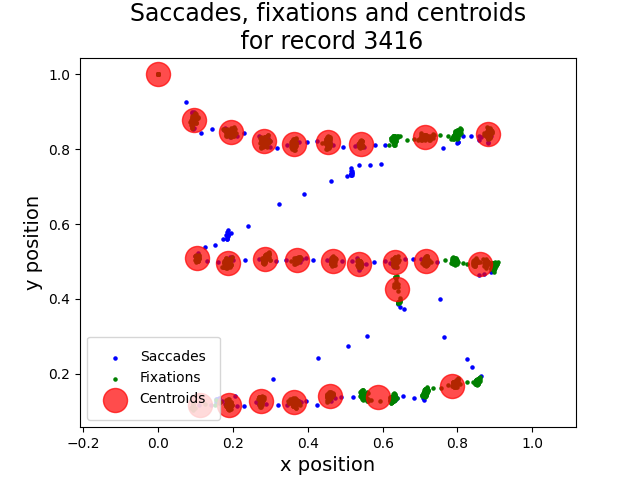 Saccades, fixations and centroids
for record 3416
y position
1.0
0.8
0.6
0.4
0.2
Saccades
Fixations
Centroids
−0.2
0.0
0.2
0.4
0.6
0.8
1.0
x position